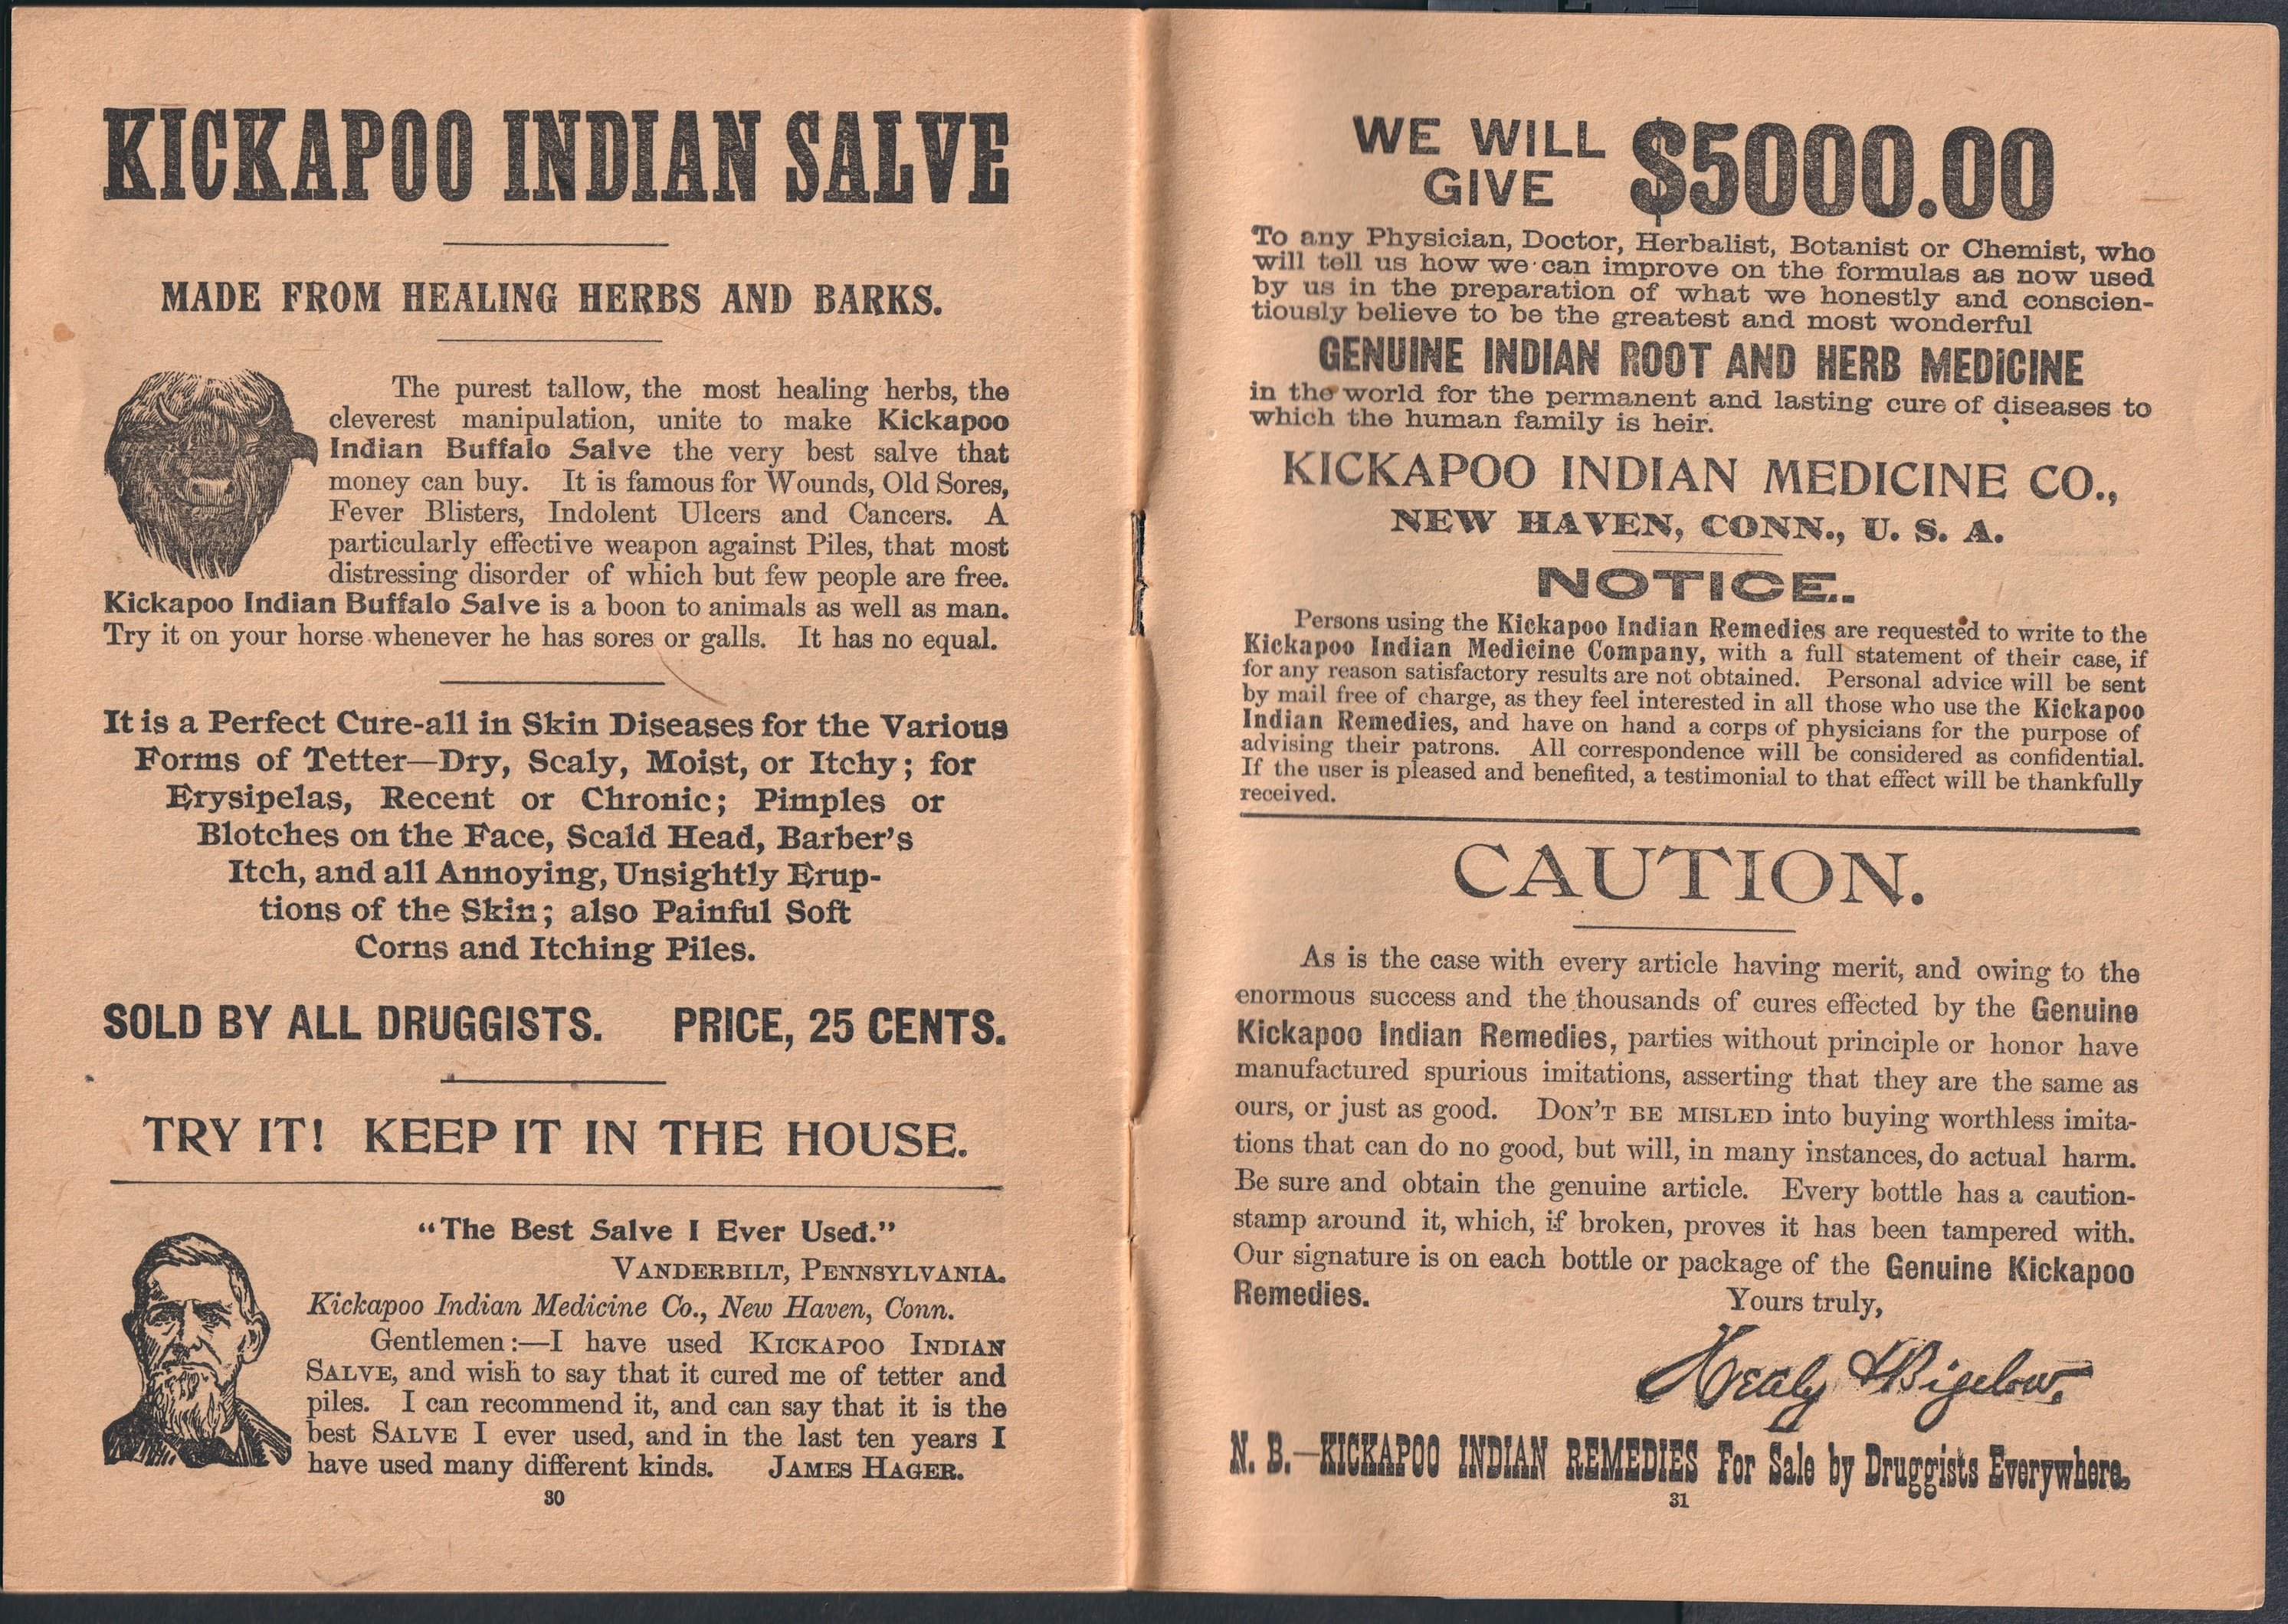 KICKAPOO INDIAN SALVE
MADE FROM HEALING HERBS AND BARKS.
The purest tallow, the most healing herbs, the
cleverest manipulation, unite to make Kickapoo
Indian Buffalo Salve the very best salve that
money can buy. It is famous for Wounds, Old Sores,
Fever Blisters, Indolent Ulcers and Cancers. A
particularly effective weapon against Piles, that most
distressing disorder of which but few people are free.
Kickapoo Indian Buffalo Salve is a boon to animals as well as man.
Try it on your horse whenever he has sores or galls. It has no equal.
It is a Perfect Cure-all in Skin Diseases for the Various
Forms of Tetter—Dry, Scaly, Moist, or Itchy; for
Erysipelas, Recent or Chronic; Pimples or
Blotches on the Face, Scald Head, Barber's
Itch, and all Annoying, Unsightly Erup-
tions of the Skin; also Painful Soft
Corns and Itching Piles.
SOLD BY ALL DRUGGISTS. PRICE, 25 CENTS.
TRY IT! KEEP IT IN THE HOUSE.
"The Best Salve I Ever Used."
VANDERBILT, PENNSYLVANIA.
Kickapoo Indian Medicine Co., New Haven, Conn.
Gentlemen:—I have used KICKAPOO INDIAN
SALVE, and wish to say that it cured me of tetter and
piles. I can recommend it, and can say that it is the
best SALVE I ever used, and in the last ten years I
have used many different kinds. JAMES HAGER.
30
WE WILL GIVE $5000.00
To any Physician, Doctor, Herbalist, Botanist or Chemist, who
will tell us how we can improve on the formulas as now used
by us in the preparation of what we honestly and conscien-
tiously believe to be the greatest and most wonderful
GENUINE INDIAN ROOT AND HERB MEDICINE
in the world for the permanent and lasting cure of diseases to
which the human family is heir.
KICKAPOO INDIAN MEDICINE CO.,
NEW HAVEN, CONN., U. S. A.
NOTICE..
Persons using the Kickapoo Indian Remedies are requested to write to the
Kickapoo Indian Medicine Company, with a full statement of their case, if
for any reason satisfactory results are not obtained. Personal advice will be sent
by mail free of charge, as they feel interested in all those who use the Kickapoo
Indian Remedies, and have on hand a corps of physicians for the purpose of
advising their patrons. All correspondence will be considered as confidential.
If the user is pleased and benefited, a testimonial to that effect will be thankfully
received.
CAUTION.
As is the case with every article having merit, and owing to the
enormous success and the thousands of cures effected by the Genuine
Kickapoo Indian Remedies, parties without principle or honor have
manufactured spurious imitations, asserting that they are the same as
ours, or just as good. DON'T BE MISLED into buying worthless imita-
tions that can do no good, but will, in many instances, do actual harm.
Be sure and obtain the genuine article. Every bottle has a caution-
stamp around it, which, if broken, proves it has been tampered with.
Our signature is on each bottle or package of the Genuine Kickapoo
Remedies.
Yours truly,
Healy & Bigelow.
N. B.—KICKAPOO INDIAN REMEDIES For Sale by Druggists Everywhere.
31